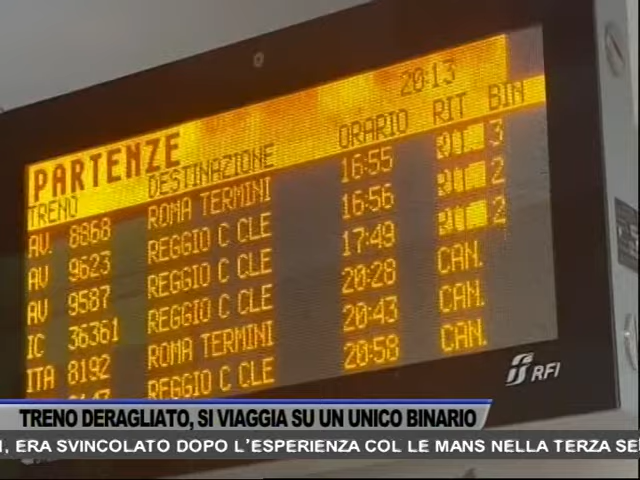 20:13
PARTENZE
TRENO DESTINAZIONE ORARIO RIT BIN
AV 8868 ROMA TERMINI 16:55 3
AV 9623 REGGIO C CLE 16:56 2
AV 9587 REGGIO C CLE 17:49 2
IC 36361 REGGIO C CLE 20:28 CAN.
ITA 8192 ROMA TERMINI 20:43 CAN.
REGGIO C CLE 20:58 CAN.
RFI
TRENO DERAGLIATO, SI VIAGGIA SU UN UNICO BINARIO
, ERA SVINCOLATO DOPO L'ESPERIENZA COL LE MANS NELLA TERZA SE